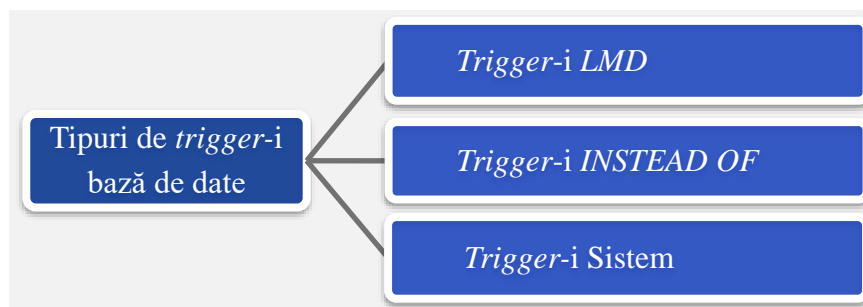 Tipuri de trigger-i
bază de date
Trigger-i LMD
Trigger-i INSTEAD OF
Trigger-i Sistem